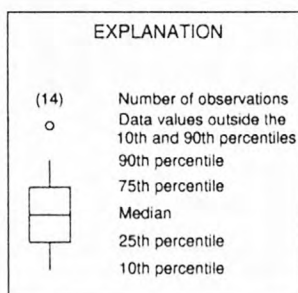 EXPLANATION
(14) Number of observations
Data values outside the
10th and 90th percentiles
90th percentile
75th percentile
Median
25th percentile
10th percentile